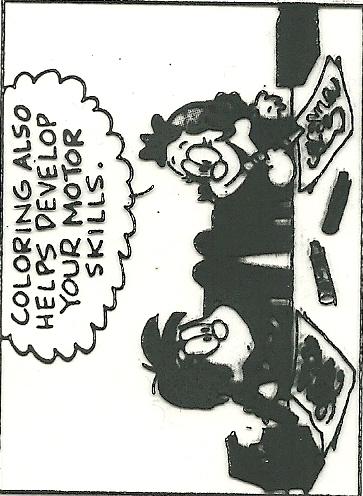 COLORING ALSO
HELPS DEVELOP
YOUR MOTOR
SKILLS.